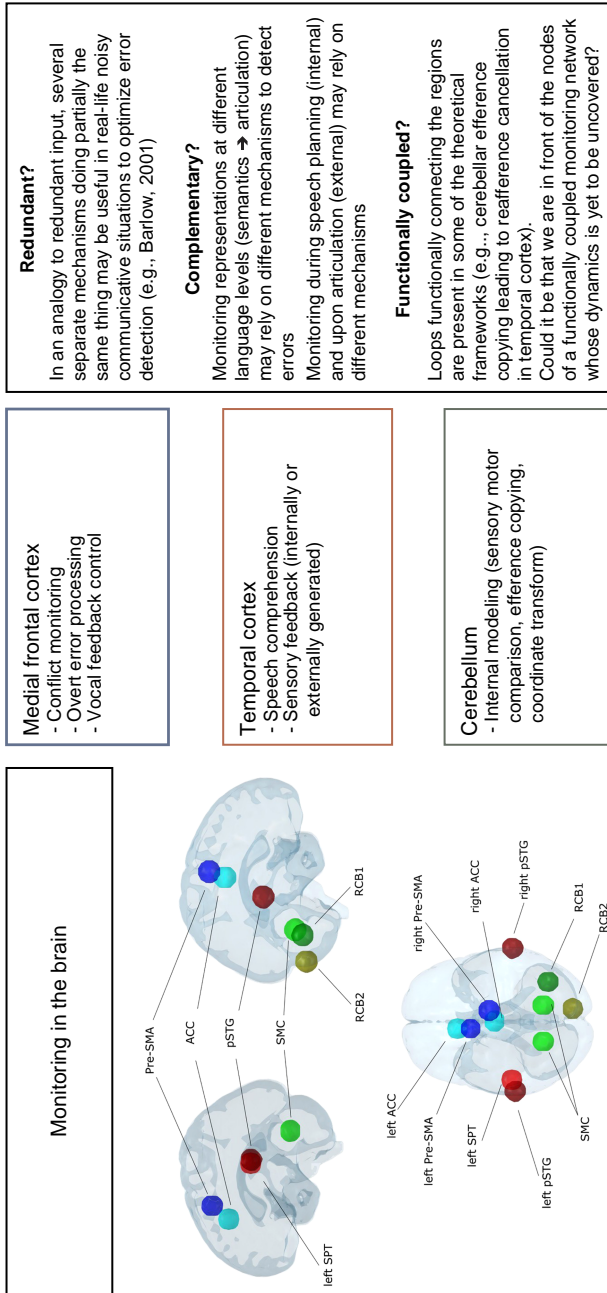 Monitoring in the brain
Pre-SMA
ACC
pSTG
SMC
left SPT
RCB1
RCB2
left ACC
left Pre-SMA
left SPT
left pSTG
SMC
right Pre-SMA
right ACC
right pSTG
RCB1
RCB2
Medial frontal cortex
- Conflict monitoring
- Overt error processing
- Vocal feedback control
Temporal cortex
- Speech comprehension
- Sensory feedback (internally or
externally generated)
Cerebellum
- Internal modeling (sensory motor
comparison, efference copying,
coordinate transform)
Redundant?
In an analogy to redundant input, several
separate mechanisms doing partially the
same thing may be useful in real-life noisy
communicative situations to optimize error
detection (e.g., Barlow, 2001)
Complementary?
Monitoring representations at different
language levels (semantics ➔ articulation)
may rely on different mechanisms to detect
errors
Monitoring during speech planning (internal)
and upon articulation (external) may rely on
different mechanisms
Functionally coupled?
Loops functionally connecting the regions
are present in some of the theoretical
frameworks (e.g.., cerebellar efference
copying leading to reafference cancellation
in temporal cortex).
Could it be that we are in front of the nodes
of a functionally coupled monitoring network
whose dynamics is yet to be uncovered?